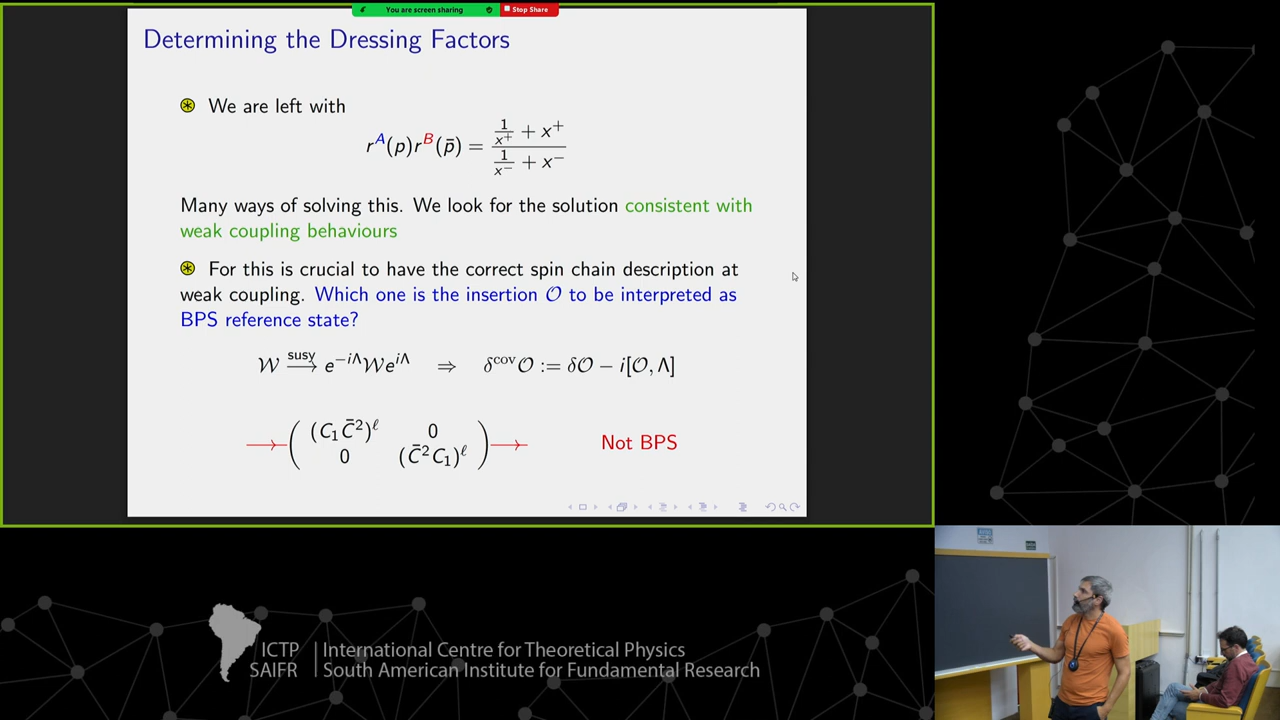 You are screen sharing
Stop Share
Determining the Dressing Factors
We are left with
r^A(p)r^B(p̄) = (1/x⁺ + x⁺)/(1/x⁻ + x⁻)
Many ways of solving this. We look for the solution consistent with
weak coupling behaviours
For this is crucial to have the correct spin chain description at
weak coupling. Which one is the insertion 𝒪 to be interpreted as
BPS reference state?
𝒲 susy⟶ e^{−iΛ}𝒲e^{iΛ} ⇒ δ^{cov}𝒪 := δ𝒪 − i[𝒪, Λ]
(C₁C̄²)^ℓ 0
0 (C̄²C₁)^ℓ
Not BPS
ICTP
SAIFR
International Centre for Theoretical Physics
South American Institute for Fundamental Research